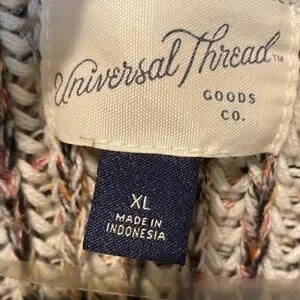 Universal Thread™
GOODS
CO.
XL
MADE IN
INDONESIA